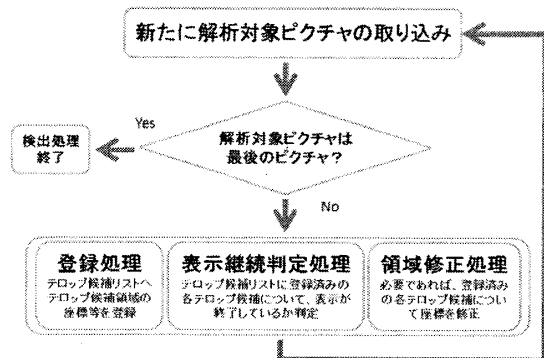 新たに解析対象ピクチャの取り込み
解析対象ピクチャは
最後のピクチャ？
Yes
検出処理
終了
No
登録処理
テロップ候補リストへ
テロップ候補領域の
座標等を登録
表示継続判定処理
テロップ候補リストに登録済みの
各テロップ候補について、表示が
終了しているか判定
領域修正処理
必要であれば、登録済み
の各テロップ候補につい
て座標を修正